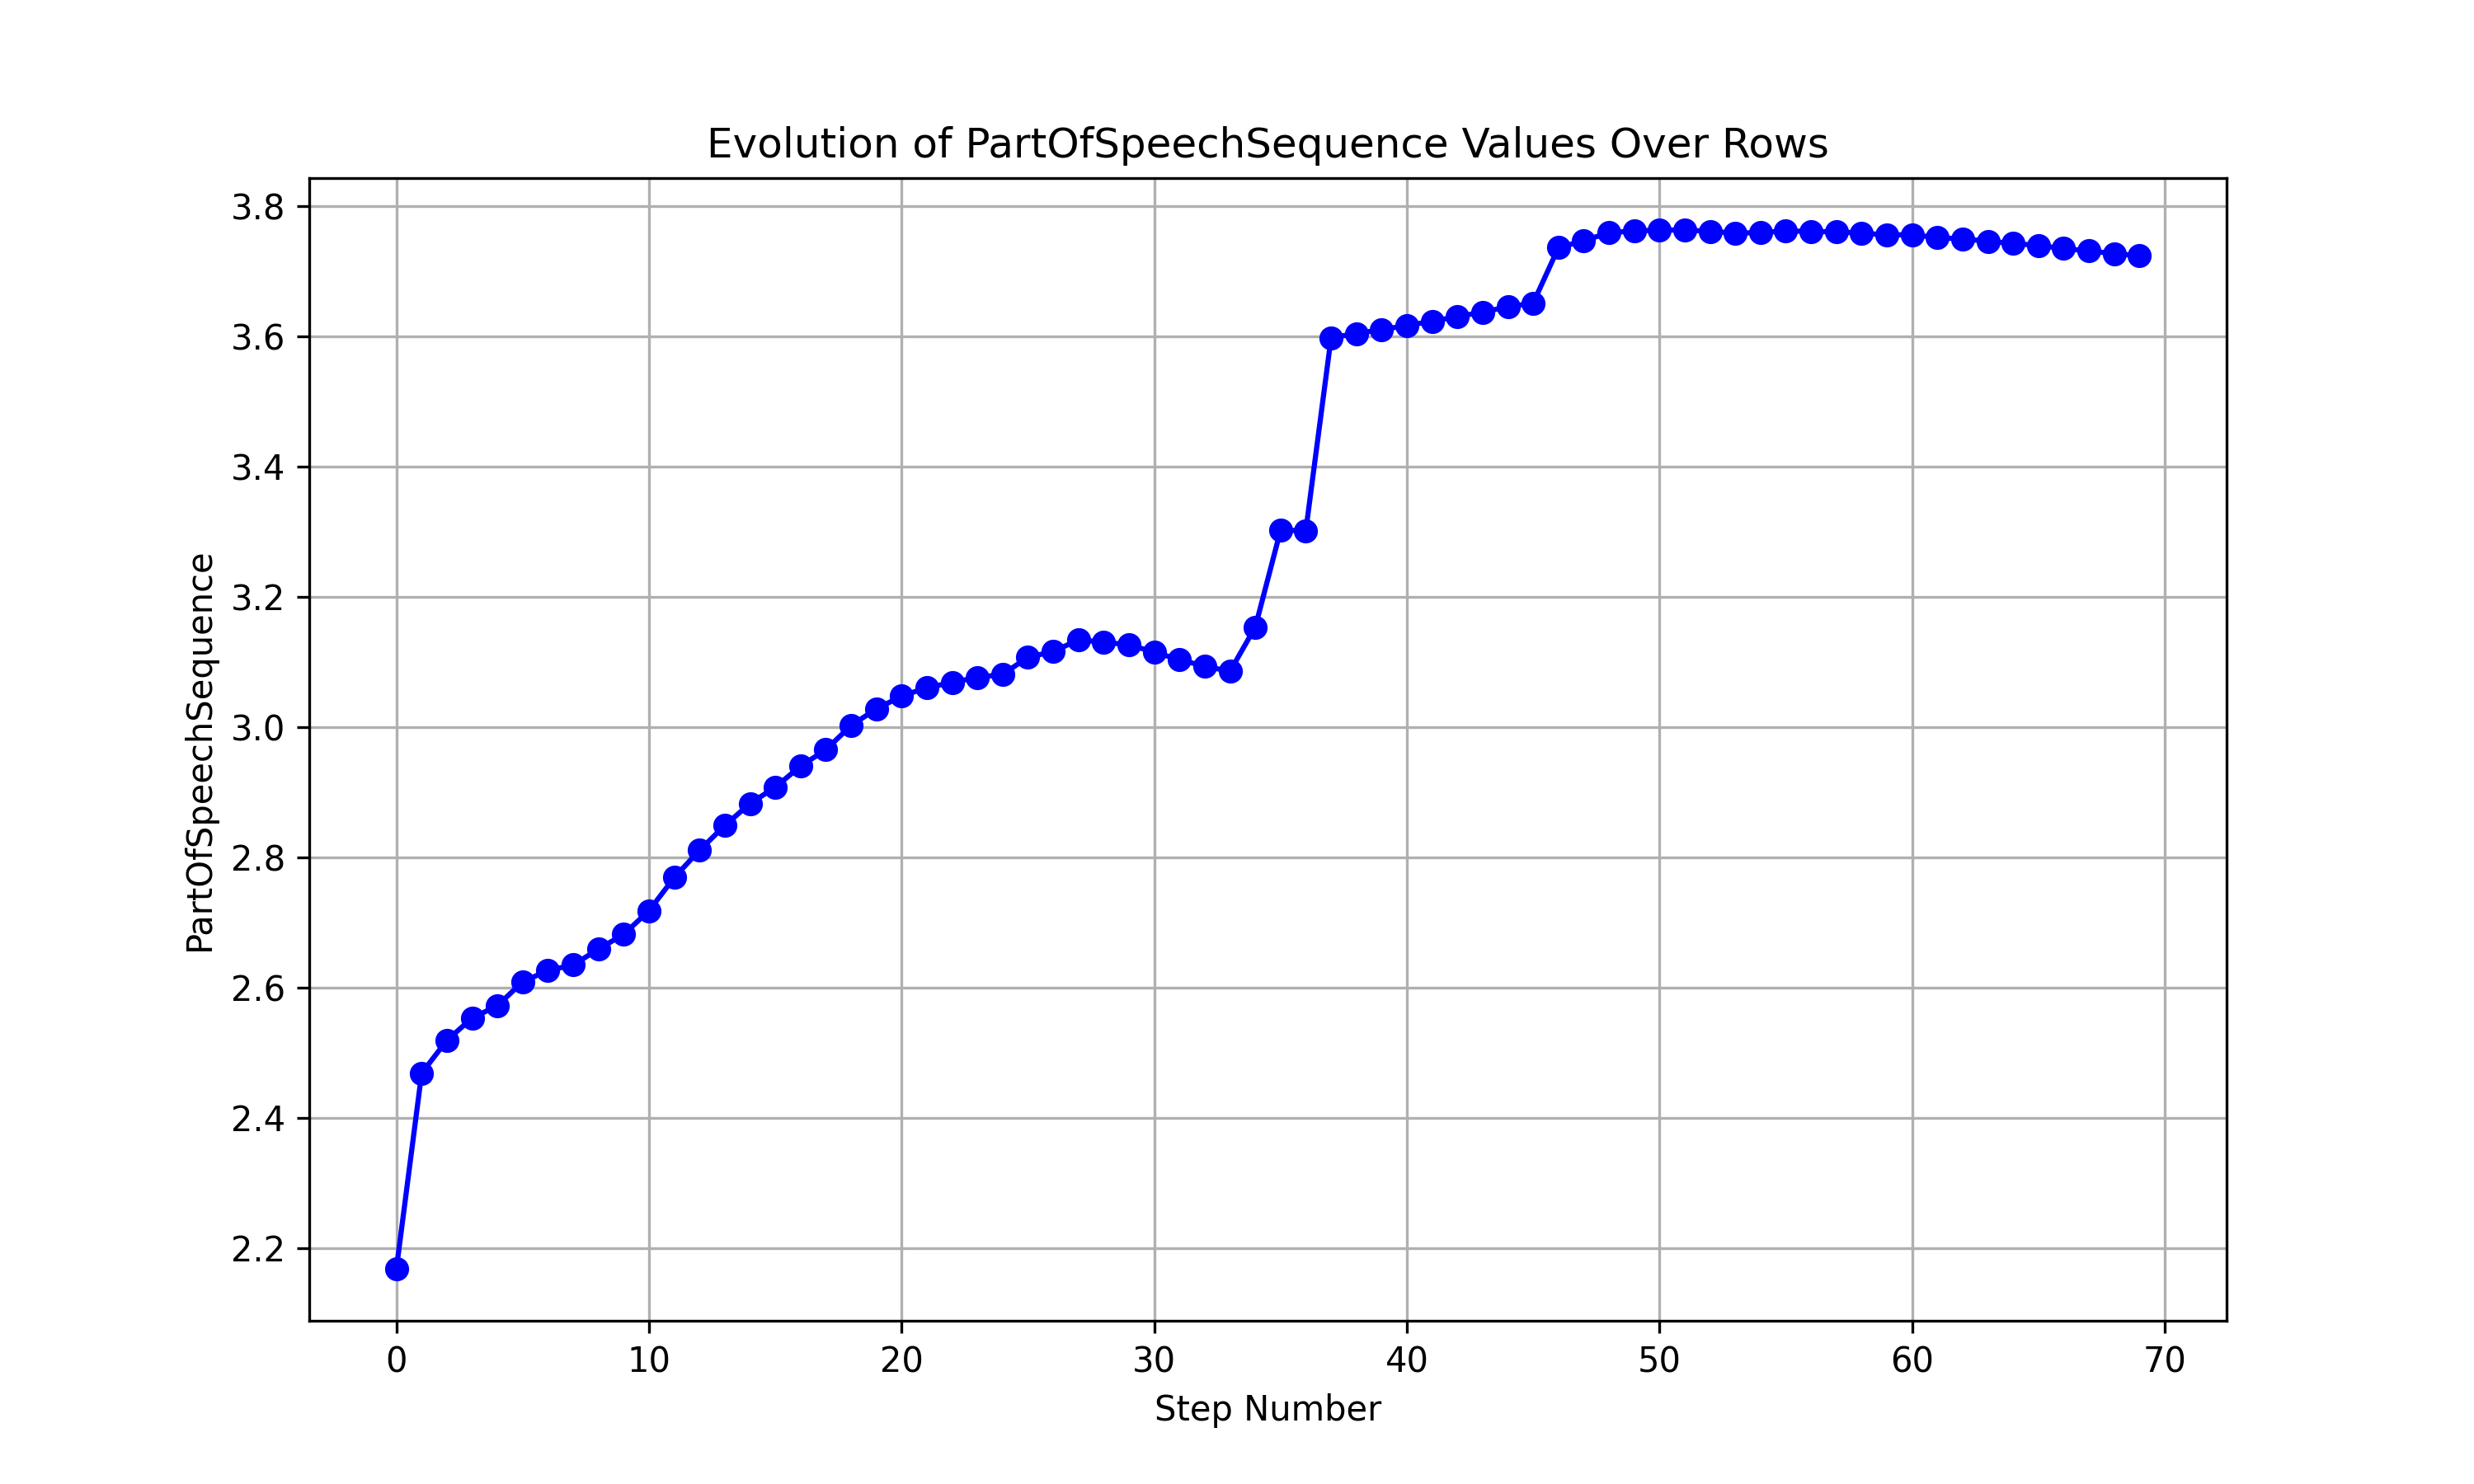 Evolution of PartOfSpeechSequence Values Over Rows
3.8
3.6
3.4
3.2
3.0
2.8
2.6
2.4
2.2
PartOfSpeechSequence
0 10 20 30 40 50 60 70
Step Number